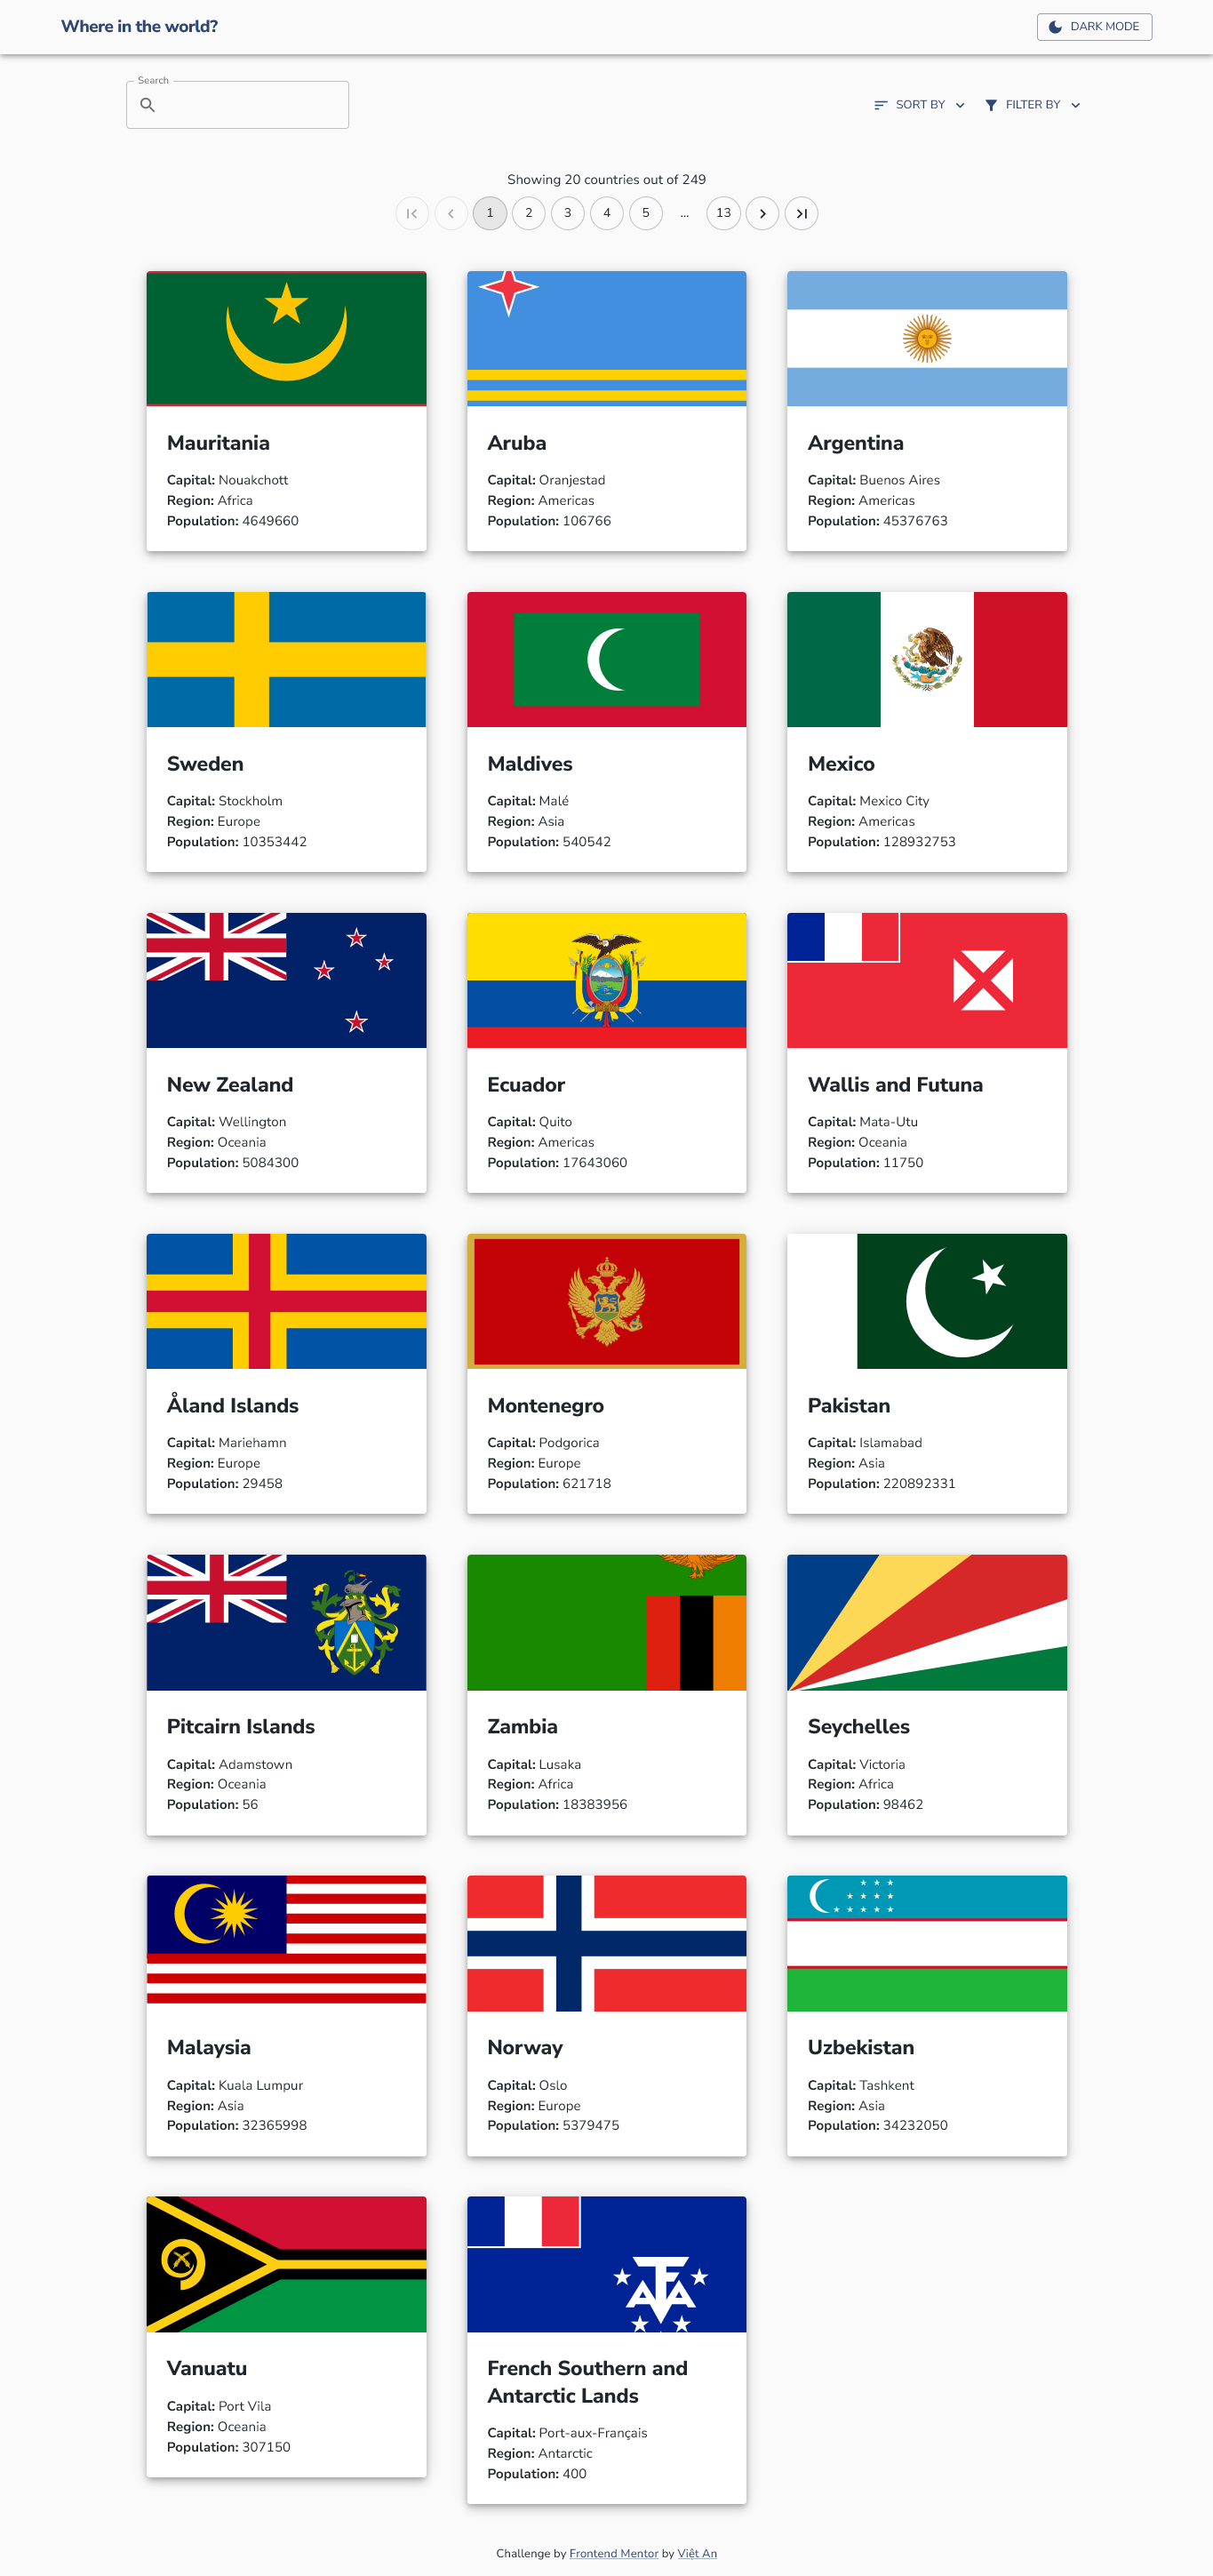 Where in the world?
DARK MODE
Search
SORT BY
FILTER BY
Showing 20 countries out of 249
1 2 3 4 5 ... 13
Mauritania
Capital: Nouakchott
Region: Africa
Population: 4649660
Aruba
Capital: Oranjestad
Region: Americas
Population: 106766
Argentina
Capital: Buenos Aires
Region: Americas
Population: 45376763
Sweden
Capital: Stockholm
Region: Europe
Population: 10353442
Maldives
Capital: Malé
Region: Asia
Population: 540542
Mexico
Capital: Mexico City
Region: Americas
Population: 128932753
New Zealand
Capital: Wellington
Region: Oceania
Population: 5084300
Ecuador
Capital: Quito
Region: Americas
Population: 17643060
Wallis and Futuna
Capital: Mata-Utu
Region: Oceania
Population: 11750
Åland Islands
Capital: Mariehamn
Region: Europe
Population: 29458
Montenegro
Capital: Podgorica
Region: Europe
Population: 621718
Pakistan
Capital: Islamabad
Region: Asia
Population: 220892331
Pitcairn Islands
Capital: Adamstown
Region: Oceania
Population: 56
Zambia
Capital: Lusaka
Region: Africa
Population: 18383956
Seychelles
Capital: Victoria
Region: Africa
Population: 98462
Malaysia
Capital: Kuala Lumpur
Region: Asia
Population: 32365998
Norway
Capital: Oslo
Region: Europe
Population: 5379475
Uzbekistan
Capital: Tashkent
Region: Asia
Population: 34232050
Vanuatu
Capital: Port Vila
Region: Oceania
Population: 307150
French Southern and
Antarctic Lands
Capital: Port-aux-Français
Region: Antarctic
Population: 400
Challenge by Frontend Mentor by Việt An